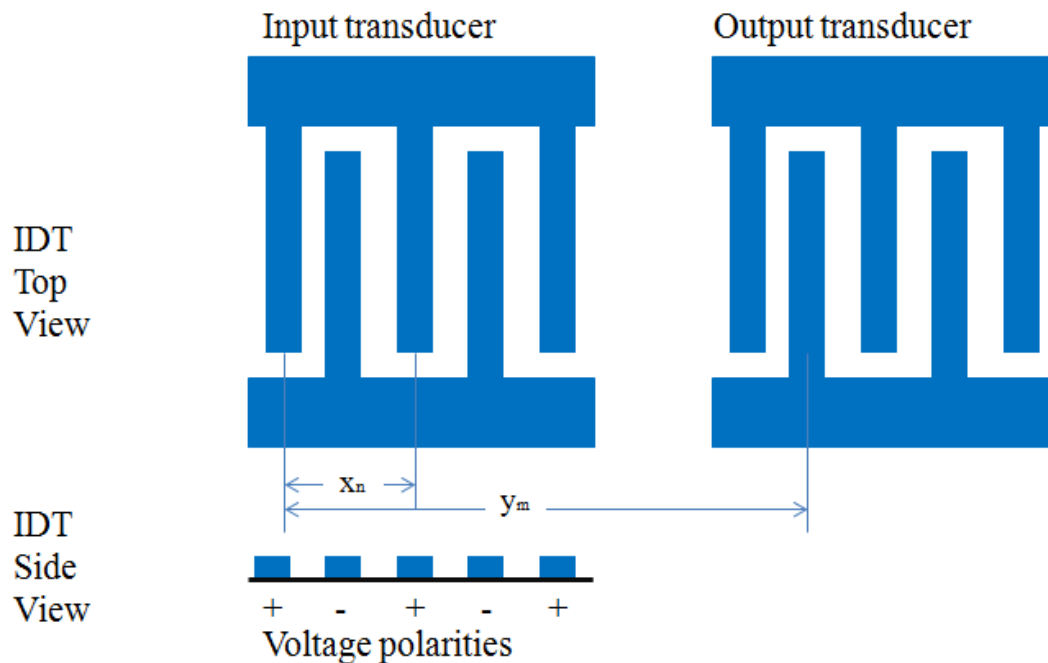 Input transducer
Output transducer
IDT
Top
View
xn
ym
IDT
Side
View
+ - + - +
Voltage polarities